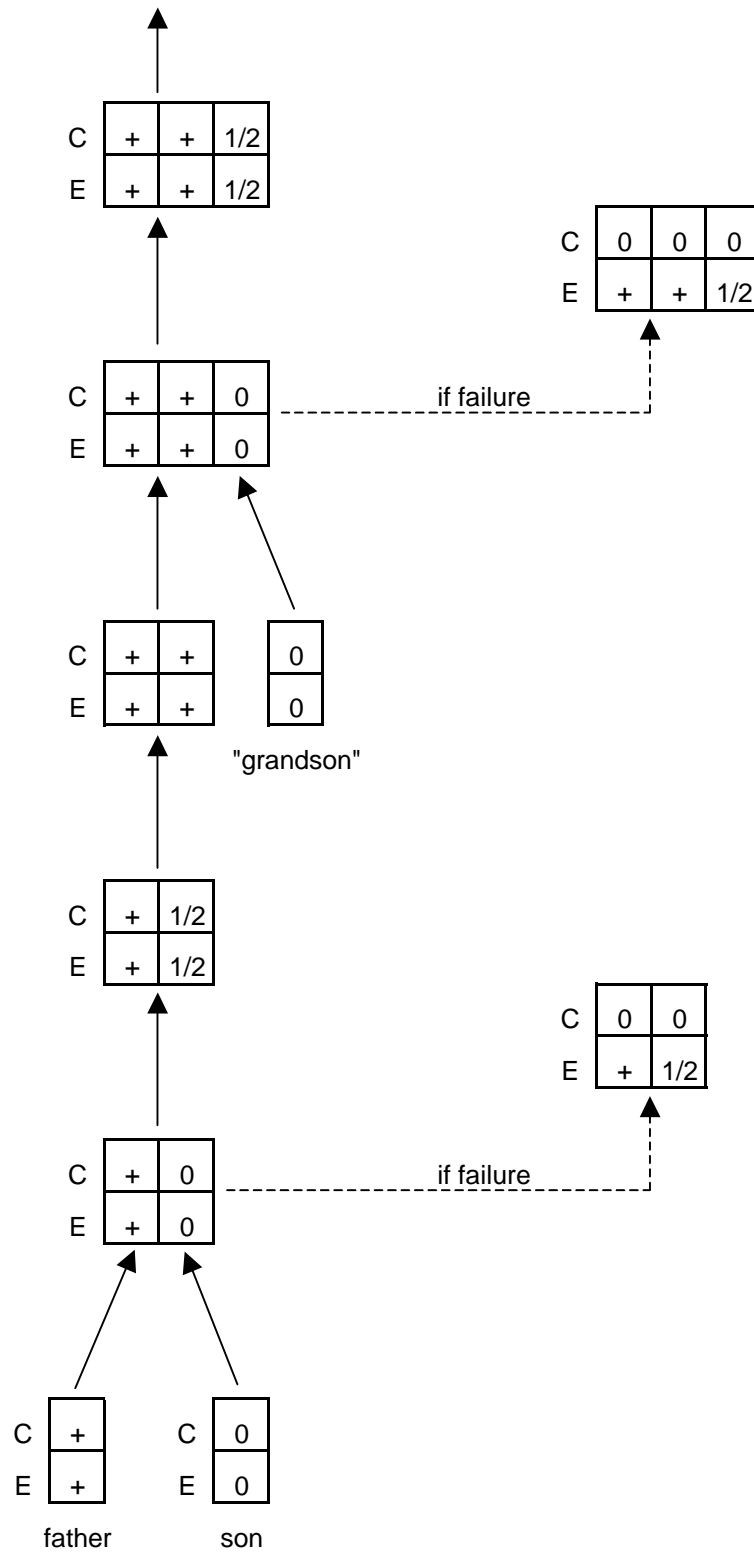 C + + 1/2
E + + 1/2
C 0 0 0
E + + 1/2
C + + 0
E + + 0
if failure
C + + 0
E + + 0
"grandson"
C + 1/2
E + 1/2
C 0 0
E + 1/2
C + 0
E + 0
if failure
C + C 0
E + E 0
father son